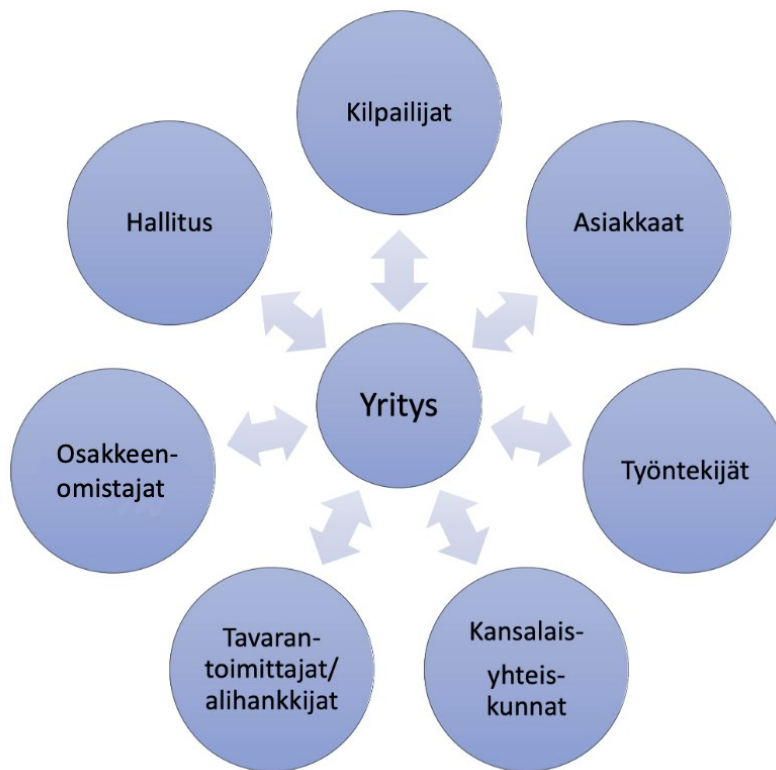 Kilpailijat
Hallitus
Asiakkaat
Yritys
Osakkeen-
omistajat
Työntekijät
Tavaran-
toimittajat/
alihankkijat
Kansalais-
yhteis-
kunnat